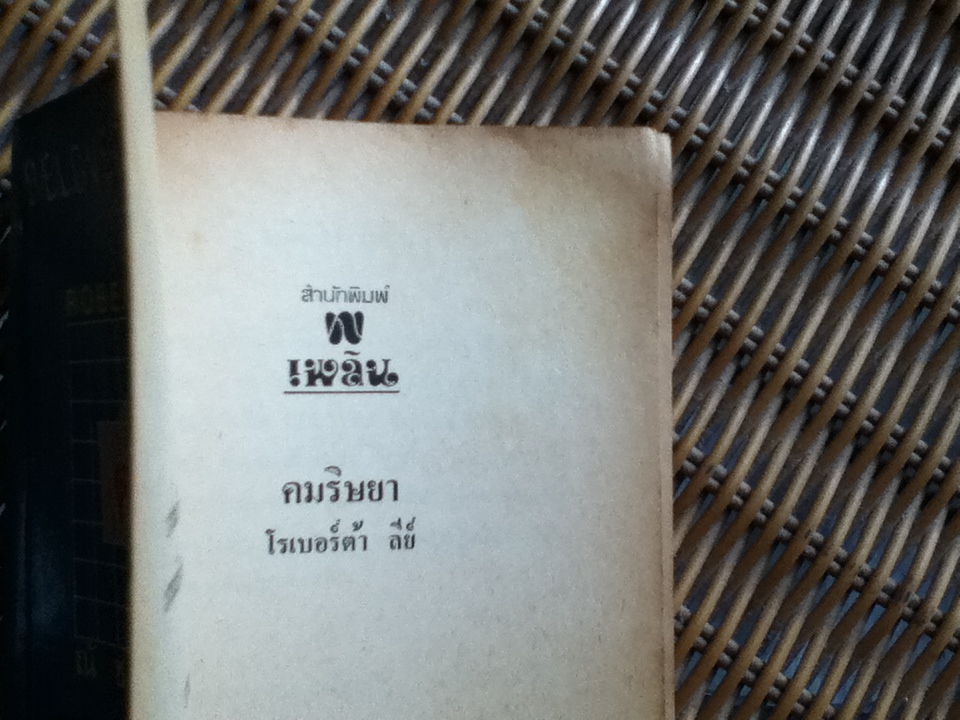 สำนักพิมพ์
เพลิน
คมริษยา
โรเบอร์ต้า ลีย์